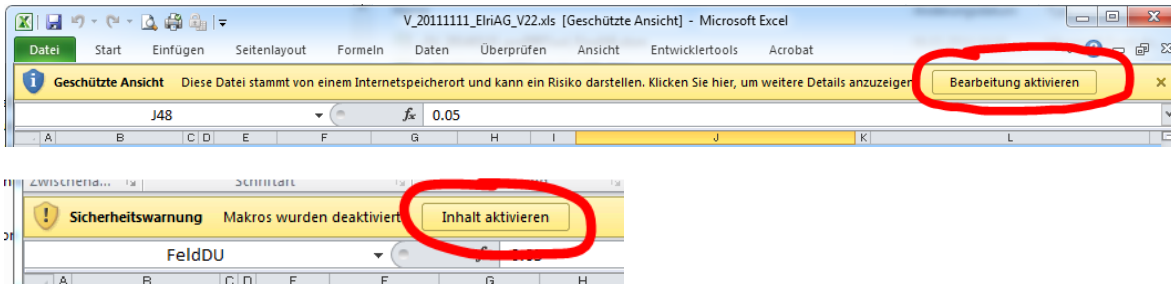 V_20111111_ElriAG_V22.xls [Geschützte Ansicht] - Microsoft Excel
Datei Start Einfügen Seitenlayout Formeln Daten Überprüfen Ansicht Entwicklertools Acrobat
Geschützte Ansicht Diese Datei stammt von einem Internetspeicherort und kann ein Risiko darstellen. Klicken Sie hier, um weitere Details anzuzeigen Bearbeitung aktivieren
J48 fx 0.05
A B C D E F G H I J K L
Zwischena... Schriftart
Sicherheitswarnung Makros wurden deaktiviert Inhalt aktivieren
FeldDU
A B C D E F G H